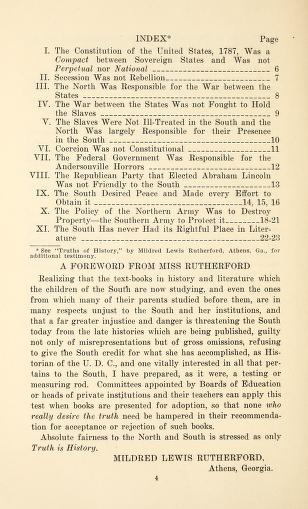 INDEX* Page
I. The Constitution of the United States, 1787, Was a
Compact between Sovereign States and Was not
Perpetual nor National 6
II. Secession Was not Rebellion 7
III. The North Was Responsible for the War between the
States 8
IV. The War between the States Was not Fought to Hold
the Slaves 9
V. The Slaves Were Not Ill-Treated in the South and the
North Was largely Responsible for their Presence
in the South 10
VI. Coercion Was not Constitutional 11
VII. The Federal Government Was Responsible for the
Andersonville Horrors 12
VIII. The Republican Party that Elected Abraham Lincoln
Was not Friendly to the South 13
IX. The South Desired Peace and Made every Effort to
Obtain it 14, 15, 16
X. The Policy of the Northern Army Was to Destroy
Property—the Southern Army to Protect it 18-21
XI. The South Has never Had its Rightful Place in Liter-
ature 22-23
* See "Truths of History," by Mildred Lewis Rutherford, Athens, Ga., for
additional testimony.
A FOREWORD FROM MISS RUTHERFORD
Realizing that the text-books in history and literature which
the children of the South are now studying, and even the ones
from which many of their parents studied before them, are in
many respects unjust to the South and her institutions, and
that a far greater injustice and danger is threatening the South
today from the late histories which are being published, guilty
not only of misrepresentations but of gross omissions, refusing
to give the South credit for what she has accomplished, as His-
torian of the U. D. C., and one vitally interested in all that per-
tains to the South, I have prepared, as it were, a testing or
measuring rod. Committees appointed by Boards of Education
or heads of private institutions and their teachers can apply this
test when books are presented for adoption, so that none who
really desire the truth need be hampered in their recommenda-
tion for acceptance or rejection of such books.
Absolute fairness to the North and South is stressed as only
Truth is History.
MILDRED LEWIS RUTHERFORD,
Athens, Georgia.
4